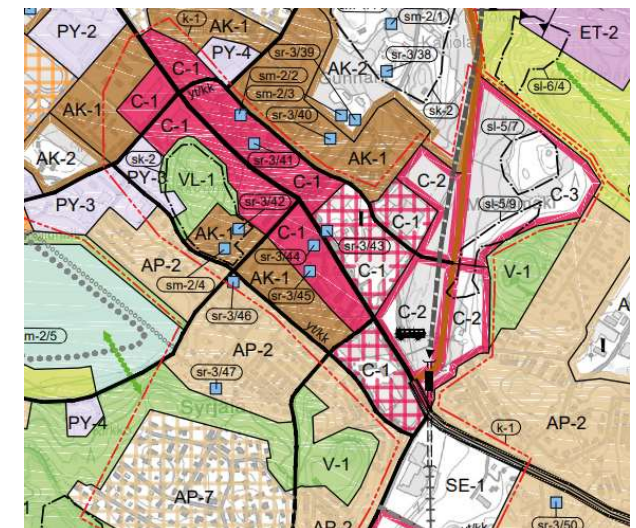 k-1
AK-1
PY-2
PY-4
sr-3/39
sm-2/1
sr-3/38
ET-2
AK-2
sl-6/4
C-1
sm-2/2
sm-2/3
yt/kk
sr-3/40
sk-2
AK-1
C-1
C-1
sl-5/7
AK-2
sk-2
sr-3/41
AK-1
PY-3
VL-1
C-1
C-2
C-3
PY-3
sr-3/42
sl-5/9
AK-1
C-1
C-1
sr-3/43
V-1
AP-2
sr-3/44
C-1
sm-2/4
AK-1
sr-3/45
C-2
C-2
sr-3/46
yt/kk
m-2/5
AP-2
C-1
sr-3/47
Syrjälä
PY-4
k-1
AP-2
V-1
SE-1
AP-7
AP-2
yt/kk
sr-3/50